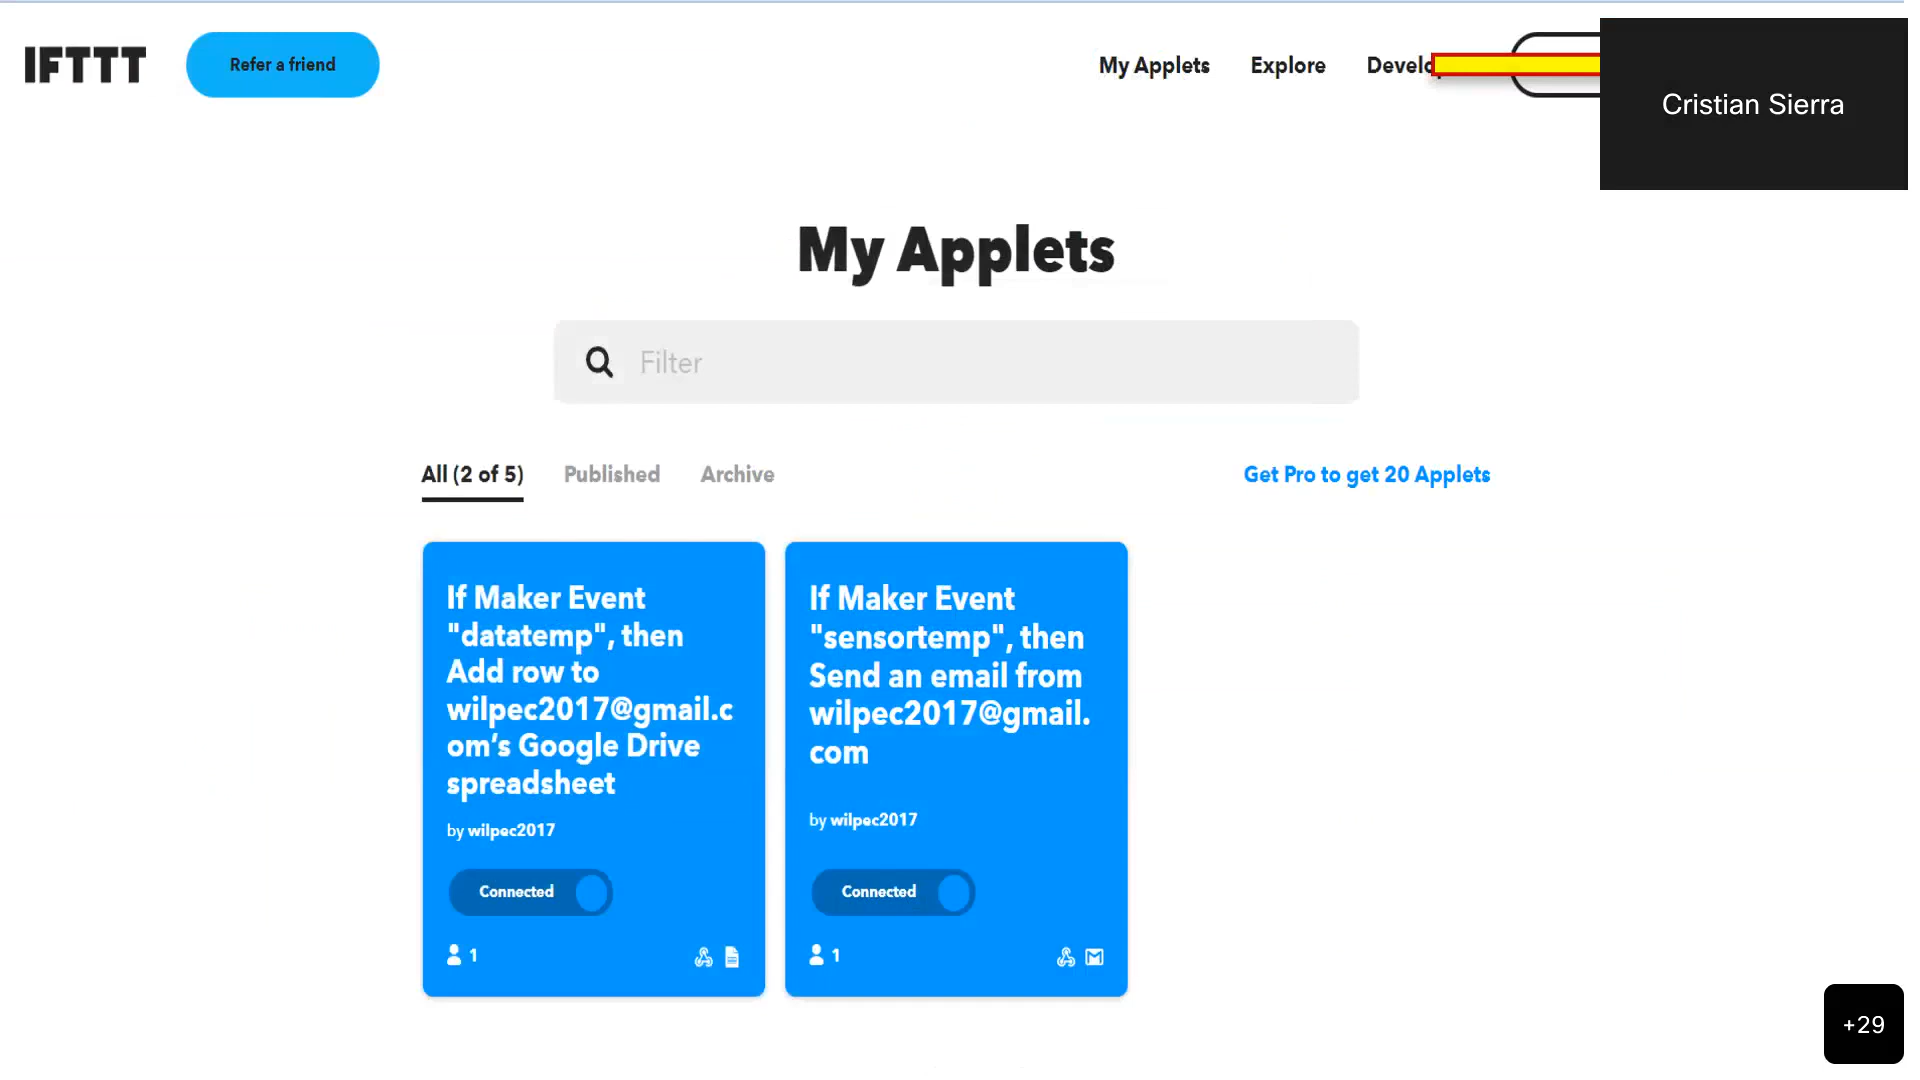 IFTTT
Refer a friend
My Applets
Explore
Develo
Cristian Sierra
My Applets
Filter
All (2 of 5)
Published
Archive
Get Pro to get 20 Applets
If Maker Event
"datatemp", then
Add row to
wilpec2017@gmail.c
om's Google Drive
spreadsheet
by wilpec2017
Connected
1
If Maker Event
"sensortemp", then
Send an email from
wilpec2017@gmail.
com
by wilpec2017
Connected
1
+29